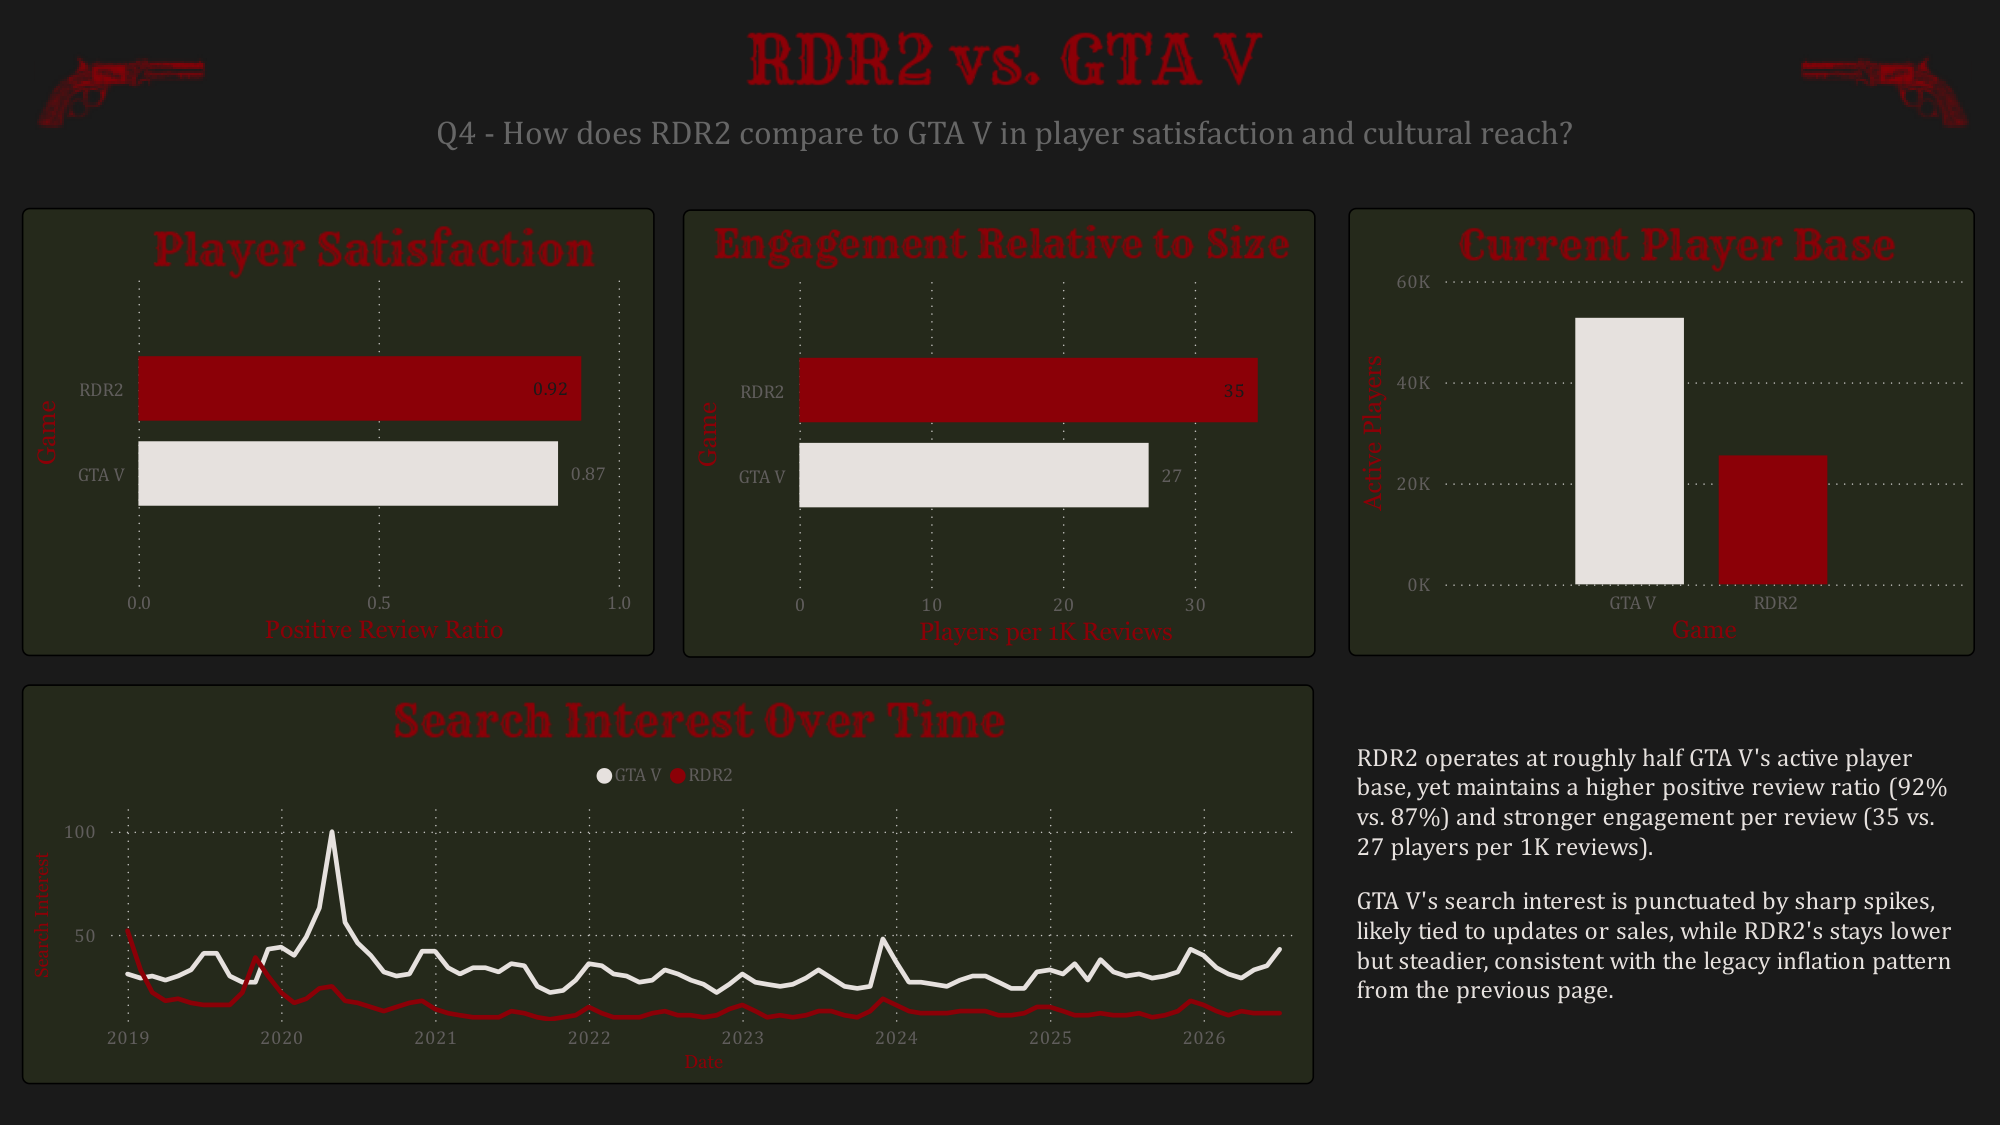 RDR2 vs. GTA V
Q4 - How does RDR2 compare to GTA V in player satisfaction and cultural reach?
Player Satisfaction
Game
RDR2
0.92
GTA V
0.87
0.0
0.5
1.0
Positive Review Ratio
Engagement Relative to Size
Game
RDR2
35
GTA V
27
0
10
20
30
Players per 1K Reviews
Current Player Base
Active Players
60K
40K
20K
0K
GTA V
RDR2
Game
Search Interest Over Time
GTA V
RDR2
Search Interest
100
50
2019
2020
2021
2022
2023
2024
2025
2026
Date
RDR2 operates at roughly half GTA V's active player
base, yet maintains a higher positive review ratio (92%
vs. 87%) and stronger engagement per review (35 vs.
27 players per 1K reviews).
GTA V's search interest is punctuated by sharp spikes,
likely tied to updates or sales, while RDR2's stays lower
but steadier, consistent with the legacy inflation pattern
from the previous page.